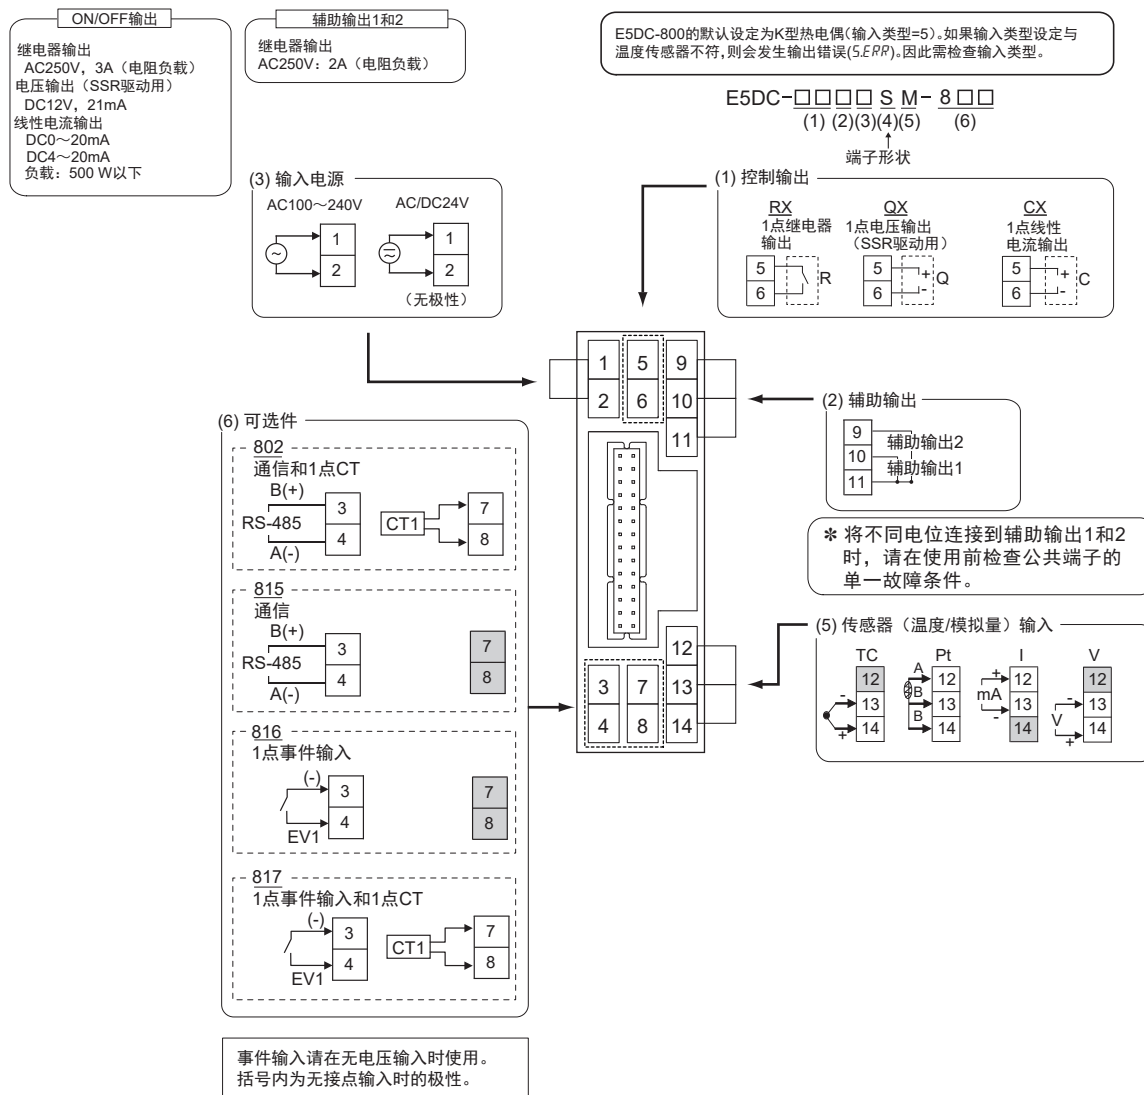 ON/OFF输出
继电器输出
AC250V，3A（电阻负载）
电压输出（SSR驱动用）
DC12V，21mA
线性电流输出
DC0～20mA
DC4～20mA
负载：500 W以下
辅助输出1和2
继电器输出
AC250V：2A（电阻负载）
E5DC-800的默认设定为K型热电偶（输入类型=5）。如果输入类型设定与
温度传感器不符，则会发生输出错误(S.ERR)。因此需检查输入类型。
E5DC-□□□□ S M- 8 □□
(1) (2)(3)(4)(5) (6)
端子形状
(3) 输入电源
AC100～240V AC/DC24V
1 1
2 2
（无极性）
(1) 控制输出
RX QX CX
1点继电器 1点电压输出 1点线性
输出 （SSR驱动用） 电流输出
5 R 5 + Q 5 + C
6 6 - 6 -
1 5 9
2 6 10
11
12
3 7 13
4 8 14
(2) 辅助输出
9
辅助输出2
10
辅助输出1
11
✽ 将不同电位连接到辅助输出1和2
时，请在使用前检查公共端子的
单一故障条件。
(5) 传感器（温度/模拟量）输入
TC Pt I V
12 A 12 + 12 12
- 13 B 13 mA 13 - 13
+ 14 B 14 - 14 V + 14
(6) 可选件
802
通信和1点CT
B(+) 3 7
RS-485 CT1
A(-) 4 8
815
通信
B(+) 3 7
RS-485
A(-) 4 8
816
1点事件输入
(-) 3 7
EV1 4 8
817
1点事件输入和1点CT
(-) 3 7
CT1
EV1 4 8
事件输入请在无电压输入时使用。
括号内为无接点输入时的极性。